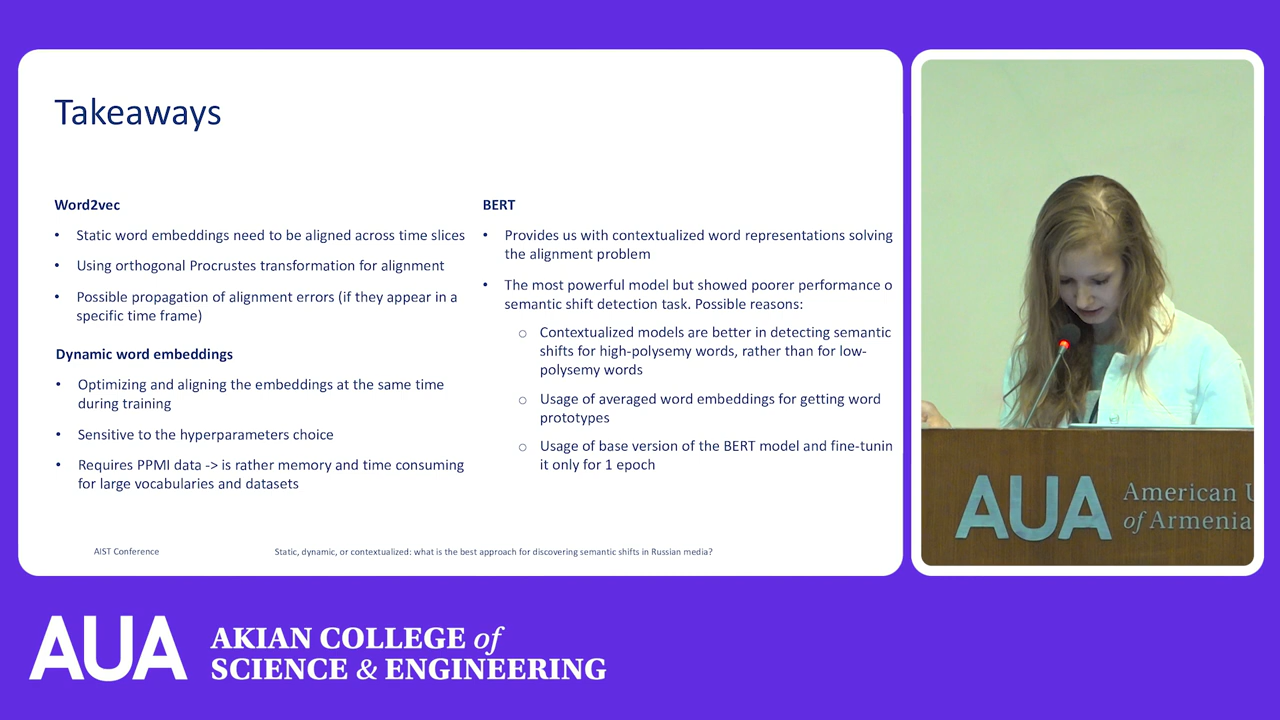 Takeaways
Word2vec
• Static word embeddings need to be aligned across time slices
• Using orthogonal Procrustes transformation for alignment
• Possible propagation of alignment errors (if they appear in a
specific time frame)
Dynamic word embeddings
• Optimizing and aligning the embeddings at the same time
during training
• Sensitive to the hyperparameters choice
• Requires PPMI data -> is rather memory and time consuming
for large vocabularies and datasets
BERT
• Provides us with contextualized word representations solving
the alignment problem
• The most powerful model but showed poorer performance o
semantic shift detection task. Possible reasons:
○ Contextualized models are better in detecting semantic
shifts for high-polysemy words, rather than for low-
polysemy words
○ Usage of averaged word embeddings for getting word
prototypes
○ Usage of base version of the BERT model and fine-tunin
it only for 1 epoch
AIST Conference
Static, dynamic, or contextualized: what is the best approach for discovering semantic shifts in Russian media?
AUA
American U
of Armenia
AUA
AKIAN COLLEGE of
SCIENCE & ENGINEERING